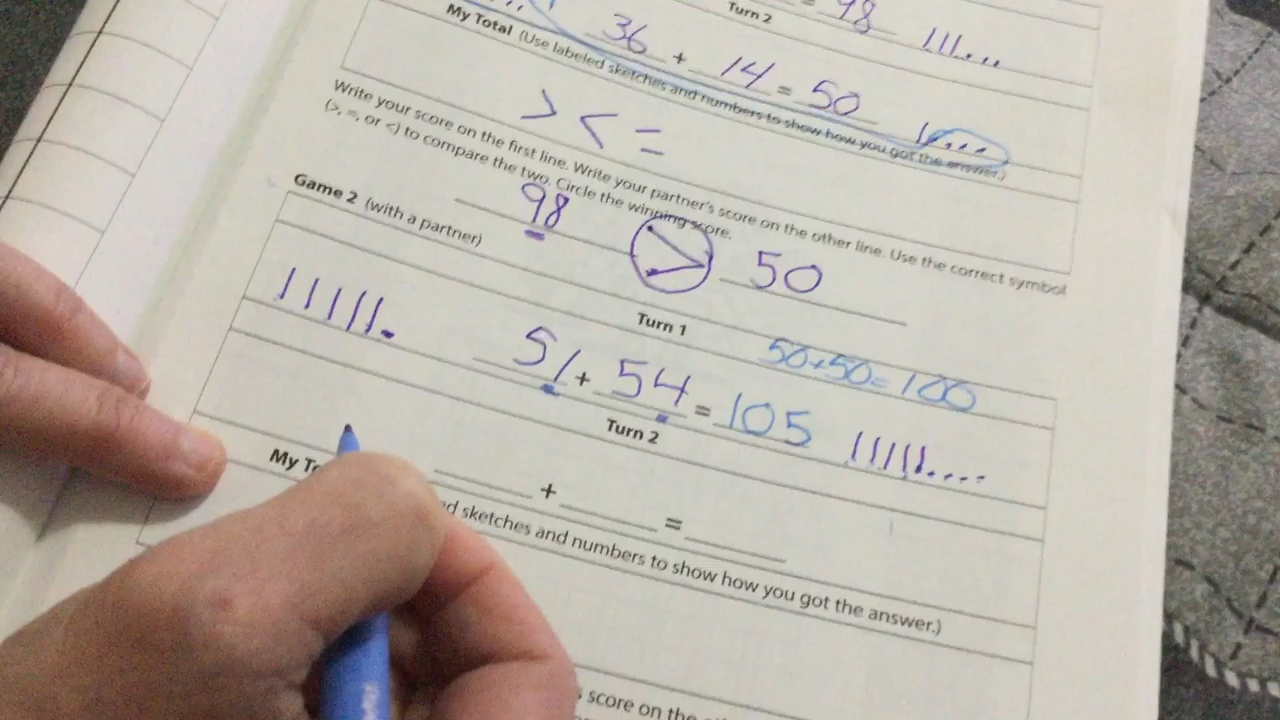 = 98
Turn 2
36 + 14 = 50
My Total (Use labeled sketches and numbers to show how you got the answer.)
> < =
Write your score on the first line. Write your partner's score on the other line. Use the correct symbol
(>, =, or <) to compare the two. Circle the winning score.
98 > 50
Game 2 (with a partner)
Turn 1
50+50=100
51 + 54 = 105
Turn 2
+ =
My
sketches and numbers to show how you got the answer.)
score on the